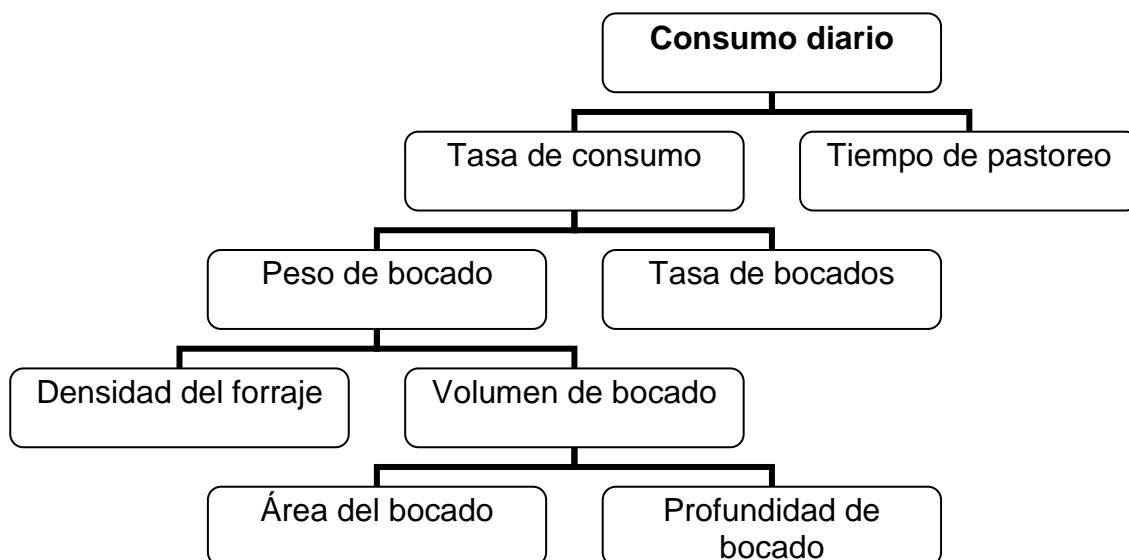 Consumo diario
Tasa de consumo
Tiempo de pastoreo
Peso de bocado
Tasa de bocados
Densidad del forraje
Volumen de bocado
Área del bocado
Profundidad de
bocado